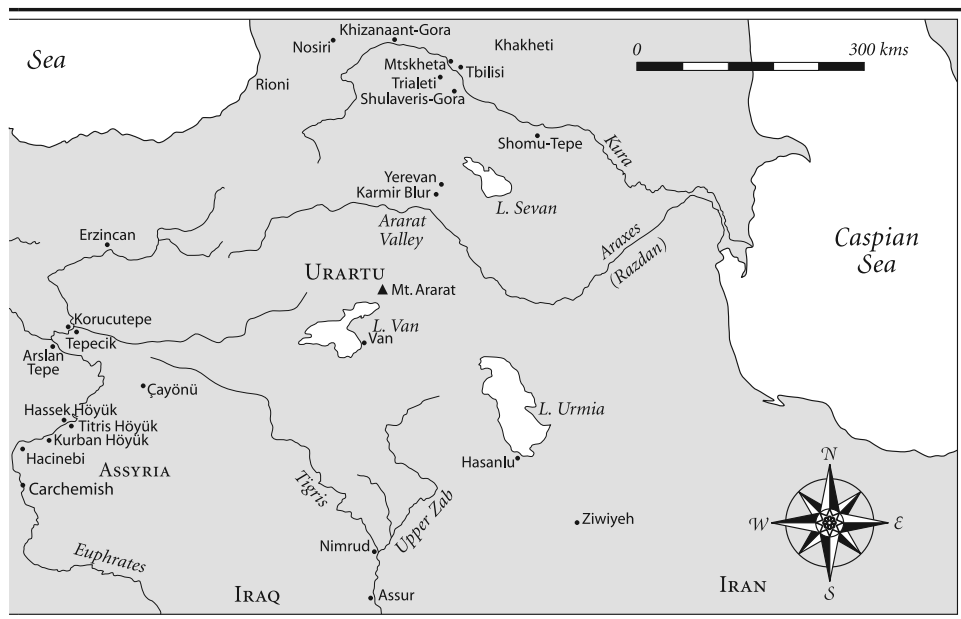 Khizanaant-Gora
Nosiri
Khakheti
0
300 kms
Sea
Mtskheta
Tbilisi
Rioni
Trialeti
Shulaveris-Gora
Shomu-Tepe
Kura
Yerevan
Karmir Blur
L. Sevan
Ararat
Valley
Erzincan
Araxes
(Razdan)
Caspian
Sea
URARTU
Mt. Ararat
Korucutepe
L. Van
Van
Tepecik
Arslan
Tepe
Çayönü
Hassek Höyük
L. Urmia
Titris Höyük
Kurban Höyük
Hacinebi
ASSYRIA
Hasanlu
N
Carchemish
Tigris
Upper Zab
Ziwiyeh
W
E
Nimrud
Euphrates
IRAQ
Assur
IRAN
S